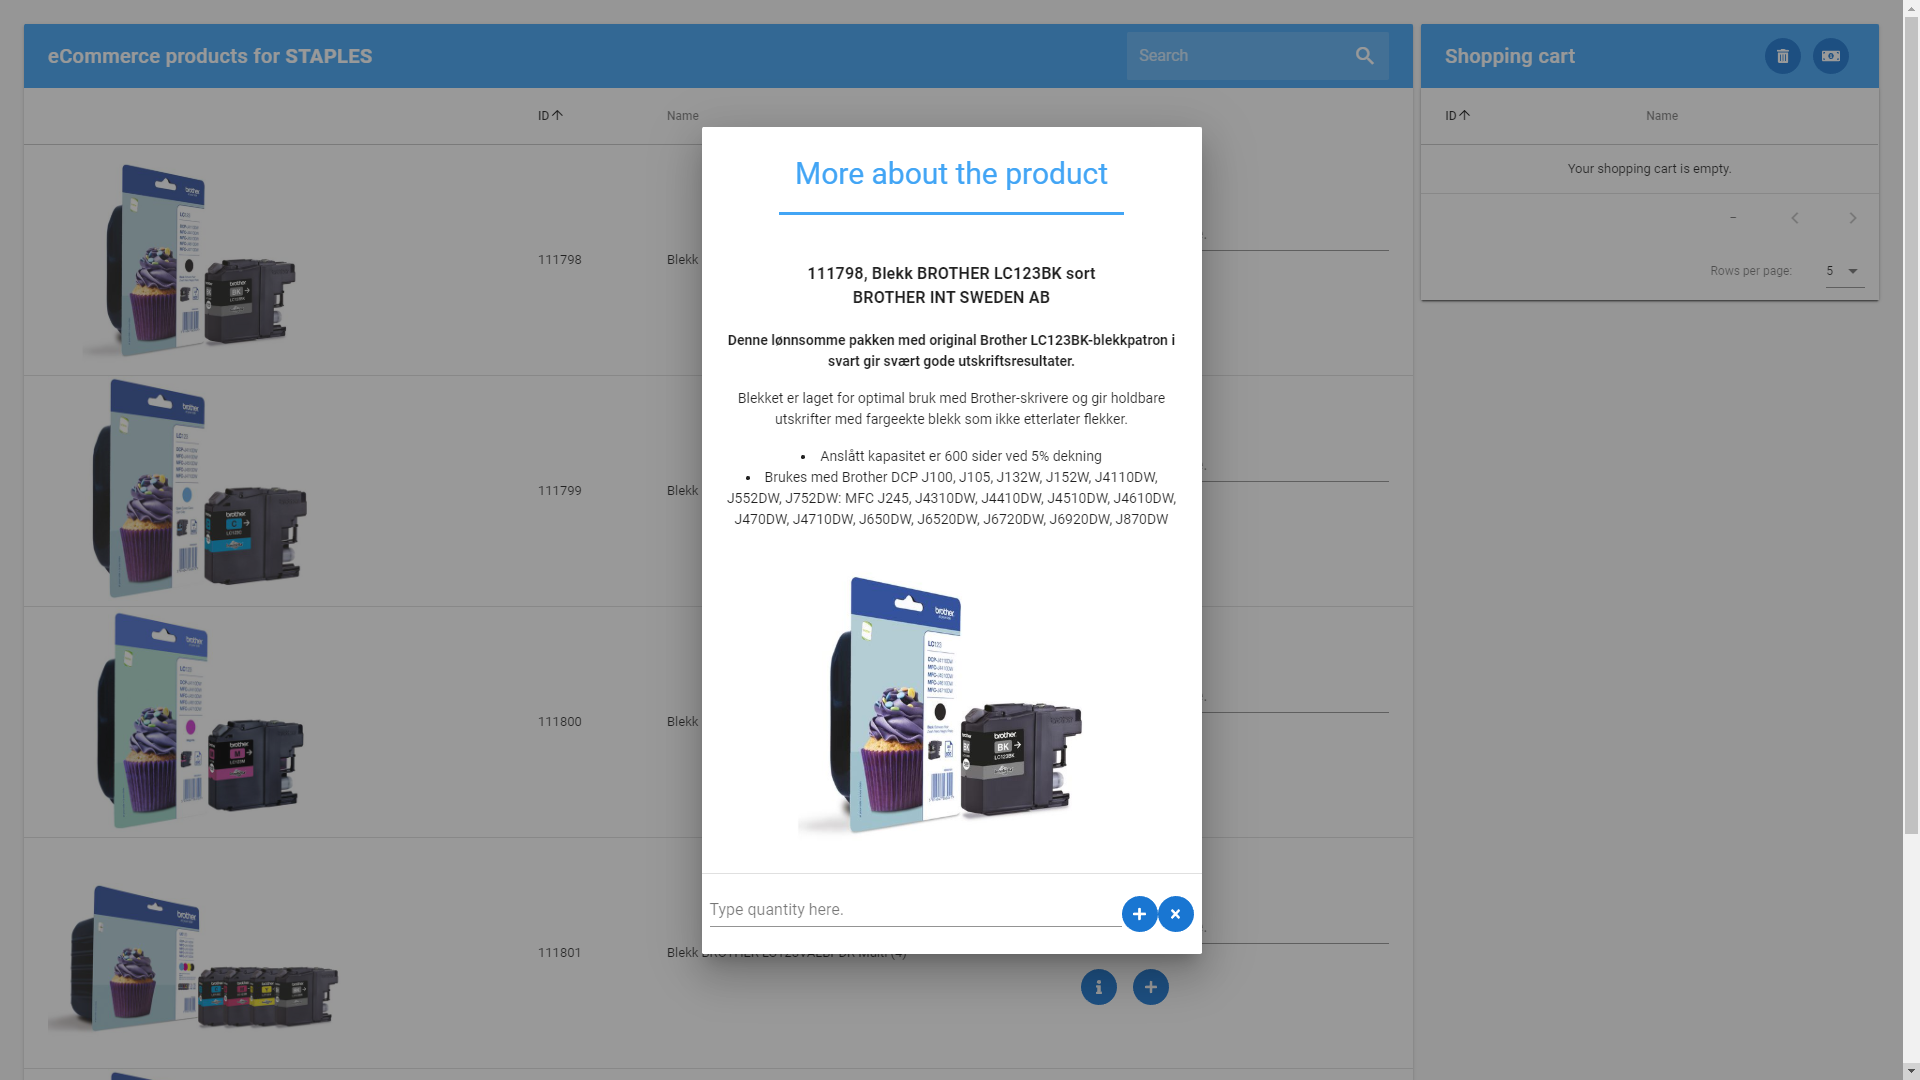 eCommerce products for STAPLES
Search
Shopping cart
ID
Name
ID
Name
Your shopping cart is empty.
–
Rows per page:
5
111798
Blekk
111799
Blekk
111800
Blekk
111801
Blekk
More about the product
111798, Blekk BROTHER LC123BK sort
BROTHER INT SWEDEN AB
Denne lønnsomme pakken med original Brother LC123BK-blekkpatron i
svart gir svært gode utskriftsresultater.
Blekket er laget for optimal bruk med Brother-skrivere og gir holdbare
utskrifter med fargeekte blekk som ikke etterlater flekker.
• Anslått kapasitet er 600 sider ved 5% dekning
• Brukes med Brother DCP J100, J105, J132W, J152W, J4110DW,
J552DW, J752DW: MFC J245, J4310DW, J4410DW, J4510DW, J4610DW,
J470DW, J4710DW, J650DW, J6520DW, J6720DW, J6920DW, J870DW
brother
LC123
brother
BK
LC123BK
Type quantity here.